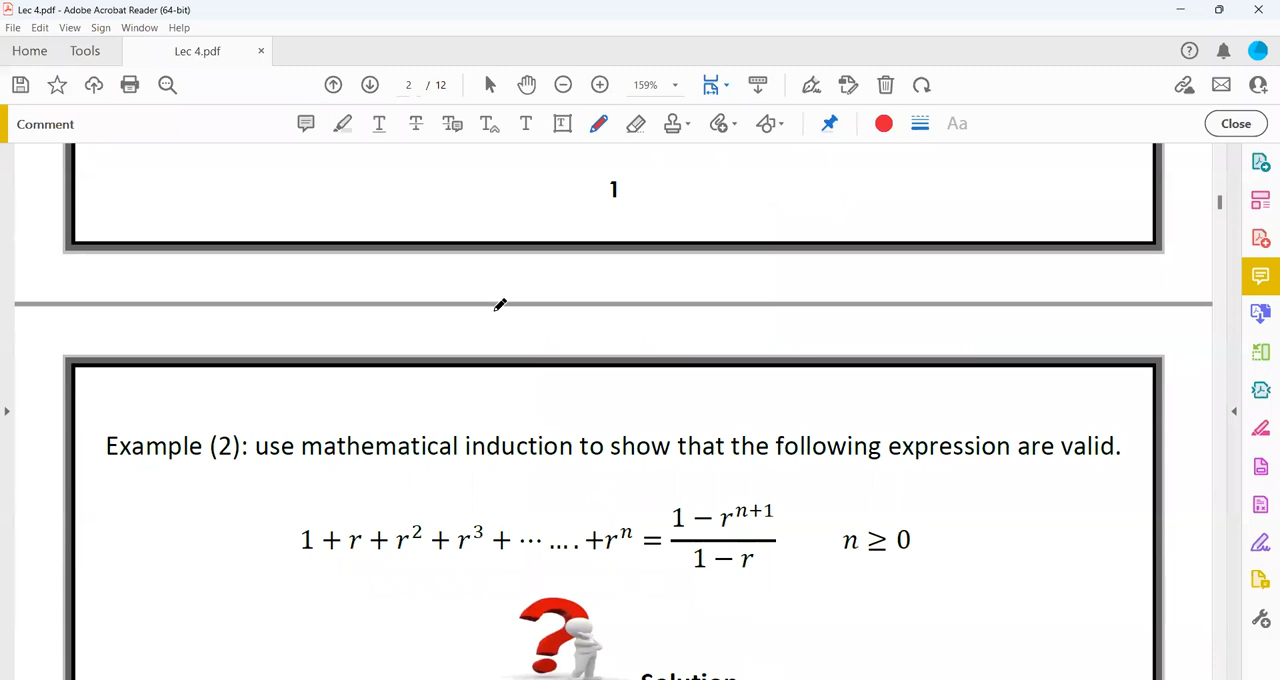 Lec 4.pdf - Adobe Acrobat Reader (64-bit)
File Edit View Sign Window Help
Home Tools Lec 4.pdf ×
2 / 12 159%
Comment Aa Close
1
Example (2): use mathematical induction to show that the following expression are valid.
1 + r + r² + r³ + ⋯ …. +rⁿ = (1 − rⁿ⁺¹)/(1 − r) n ≥ 0
Solution